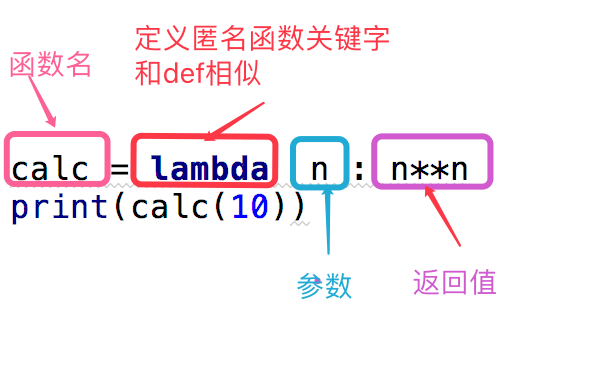 定义匿名函数关键字
和def相似
函数名
calc = lambda n : n**n
print(calc(10))
参数
返回值